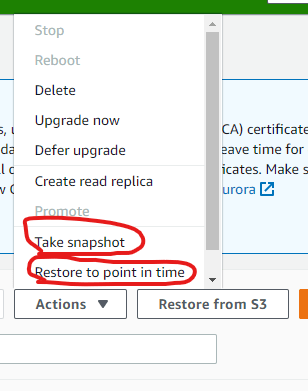 Stop
Reboot
Delete
Upgrade now
Defer upgrade
Create read replica
Promote
Take snapshot
Restore to point in time
CA) certificate
eave time for
icates. Make s
urora
Actions
Restore from S3